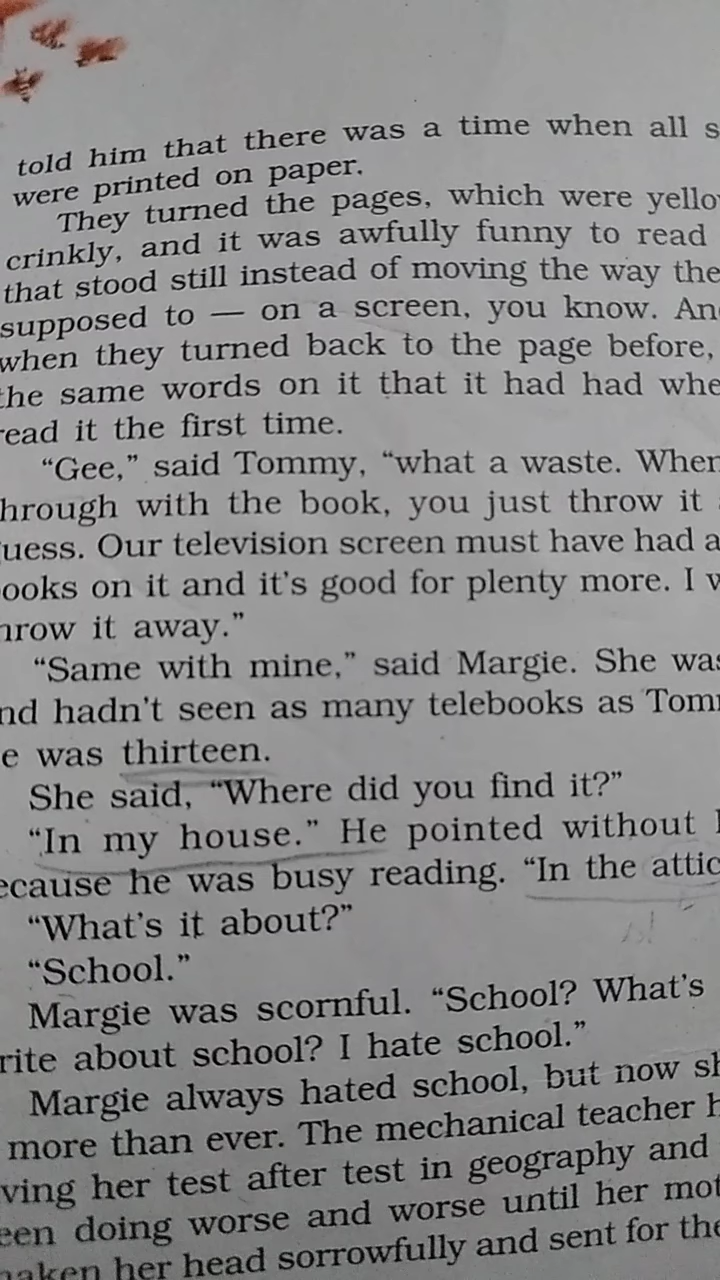 told him that there was a time when all s
were printed on paper.
They turned the pages, which were yello
crinkly, and it was awfully funny to read
that stood still instead of moving the way the
supposed to — on a screen, you know. An
when they turned back to the page before,
the same words on it that it had had whe
read it the first time.
“Gee,” said Tommy, “what a waste. When
hrough with the book, you just throw it
uess. Our television screen must have had a
ooks on it and it's good for plenty more. I w
hrow it away.”
“Same with mine,” said Margie. She was
nd hadn't seen as many telebooks as Tom
e was thirteen.
She said, “Where did you find it?”
“In my house.” He pointed without l
ecause he was busy reading. “In the attic
“What's it about?”
“School.”
Margie was scornful. “School? What's
rite about school? I hate school.”
Margie always hated school, but now sh
more than ever. The mechanical teacher h
ving her test after test in geography and
een doing worse and worse until her mot
haken her head sorrowfully and sent for the